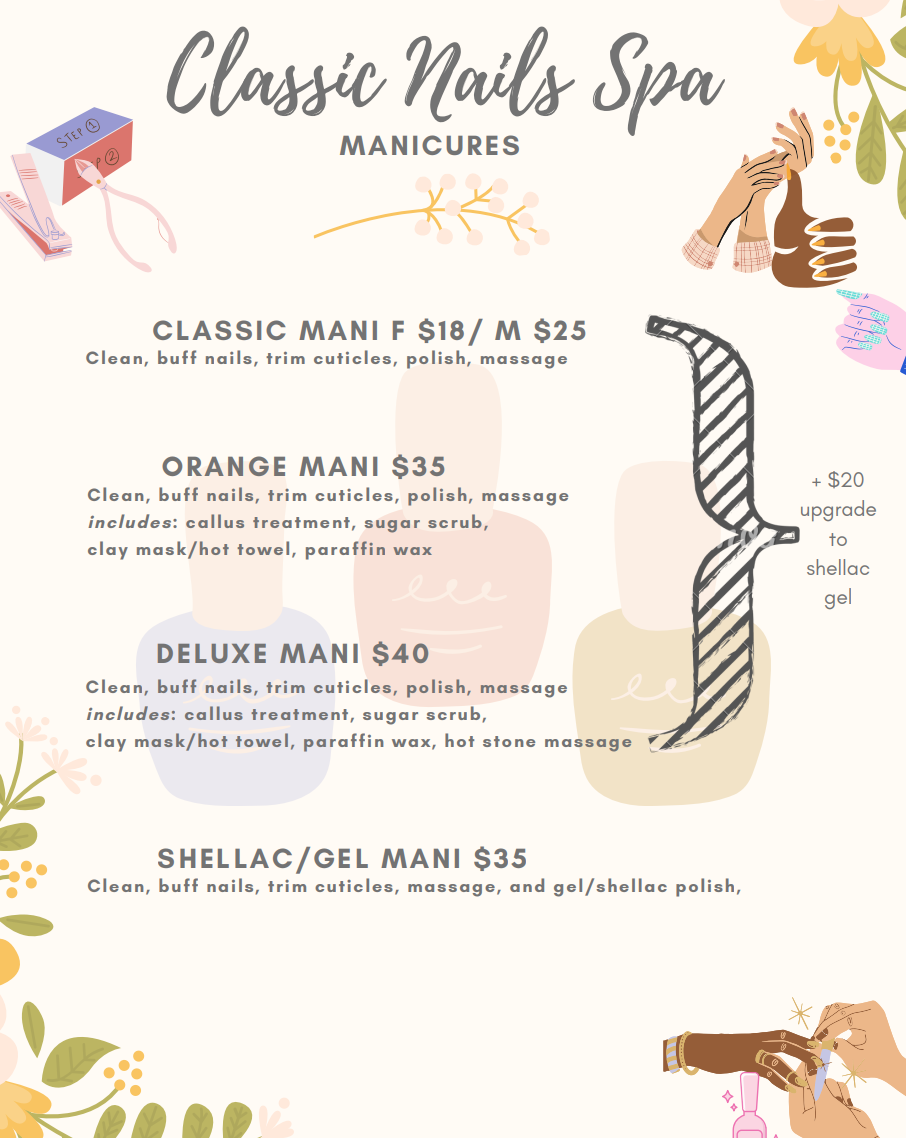 Classic Nails Spa
MANICURES
STEP 1
2
CLASSIC MANI F $18/ M $25
Clean, buff nails, trim cuticles, polish, massage
ORANGE MANI $35
Clean, buff nails, trim cuticles, polish, massage
includes: callus treatment, sugar scrub,
clay mask/hot towel, paraffin wax
+ $20
upgrade
to
shellac
gel
DELUXE MANI $40
Clean, buff nails, trim cuticles, polish, massage
includes: callus treatment, sugar scrub,
clay mask/hot towel, paraffin wax, hot stone massage
SHELLAC/GEL MANI $35
Clean, buff nails, trim cuticles, massage, and gel/shellac polish,